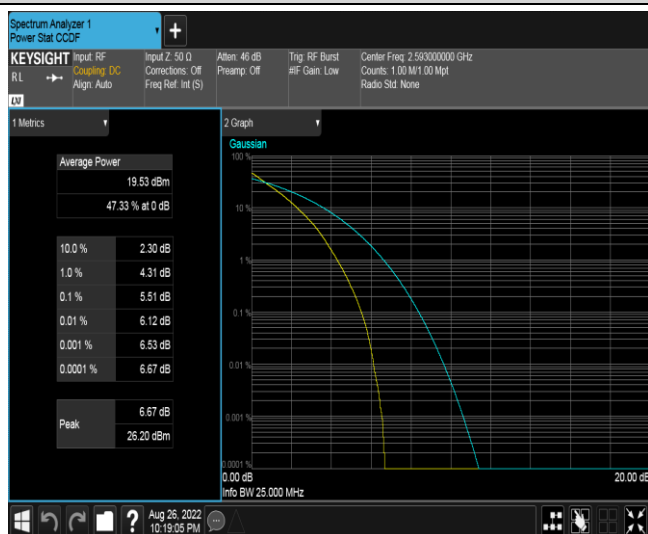 Spectrum Analyzer 1
Power Stat CCDF
KEYSIGHT
RL
LXI
Input: RF
Coupling: DC
Align: Auto
Input Z: 50 Ω
Corrections: Off
Freq Ref: Int (S)
Atten: 46 dB
Preamp: Off
Trig: RF Burst
#IF Gain: Low
Center Freq: 2.593000000 GHz
Counts: 1.00 M/1.00 Mpt
Radio Std: None
1 Metrics
Average Power
19.53 dBm
47.33 % at 0 dB
10.0 % 2.30 dB
1.0 % 4.31 dB
0.1 % 5.51 dB
0.01 % 6.12 dB
0.001 % 6.53 dB
0.0001 % 6.67 dB
Peak
6.67 dB
26.20 dBm
2 Graph
Gaussian
100 %
10 %
1 %
0.1 %
0.01 %
0.001 %
0.0001 %
0.00 dB
20.00 dB
Info BW 25.000 MHz
?
Aug 26, 2022
10:19:05 PM